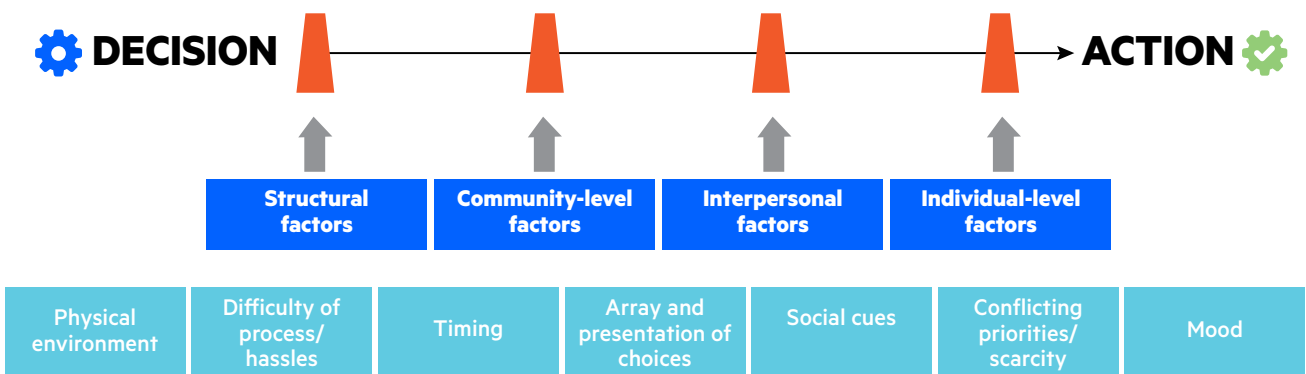 DECISION
ACTION
Structural
factors
Community-level
factors
Interpersonal
factors
Individual-level
factors
Physical
environment
Difficulty of
process/
hassles
Timing
Array and
presentation of
choices
Social cues
Conflicting
priorities/
scarcity
Mood